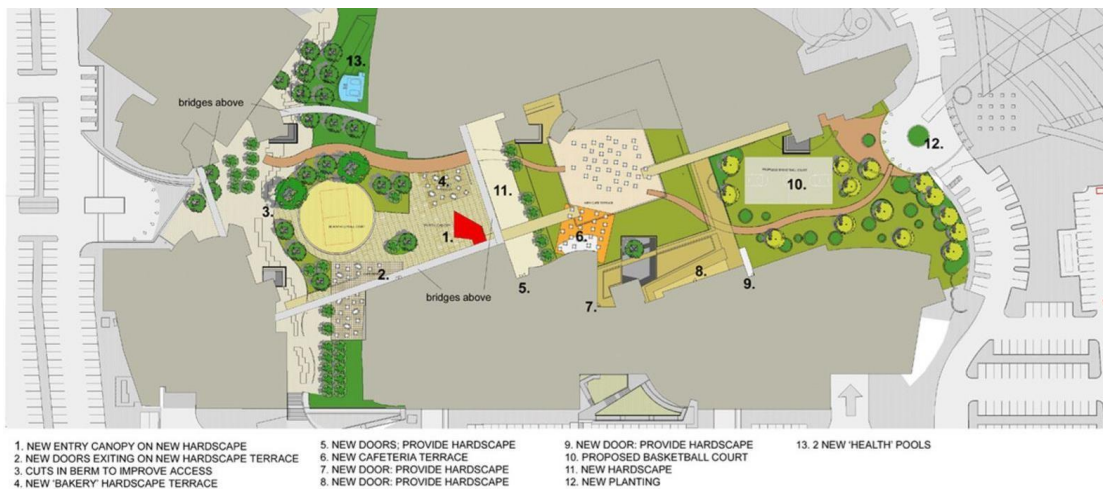 13.
bridges above
12.
4.
11.
10.
3.
1.
6.
2.
bridges above
5.
7.
8.
9.
1. NEW ENTRY CANOPY ON NEW HARDSCAPE
2. NEW DOORS EXITING ON NEW HARDSCAPE TERRACE
3. CUTS IN BERM TO IMPROVE ACCESS
4. NEW 'BAKERY' HARDSCAPE TERRACE
5. NEW DOORS; PROVIDE HARDSCAPE
6. NEW CAFETERIA TERRACE
7. NEW DOOR: PROVIDE HARDSCAPE
8. NEW DOOR: PROVIDE HARDSCAPE
9. NEW DOOR: PROVIDE HARDSCAPE
10. PROPOSED BASKETBALL COURT
11. NEW HARDSCAPE
12. NEW PLANTING
13. 2 NEW 'HEALTH' POOLS